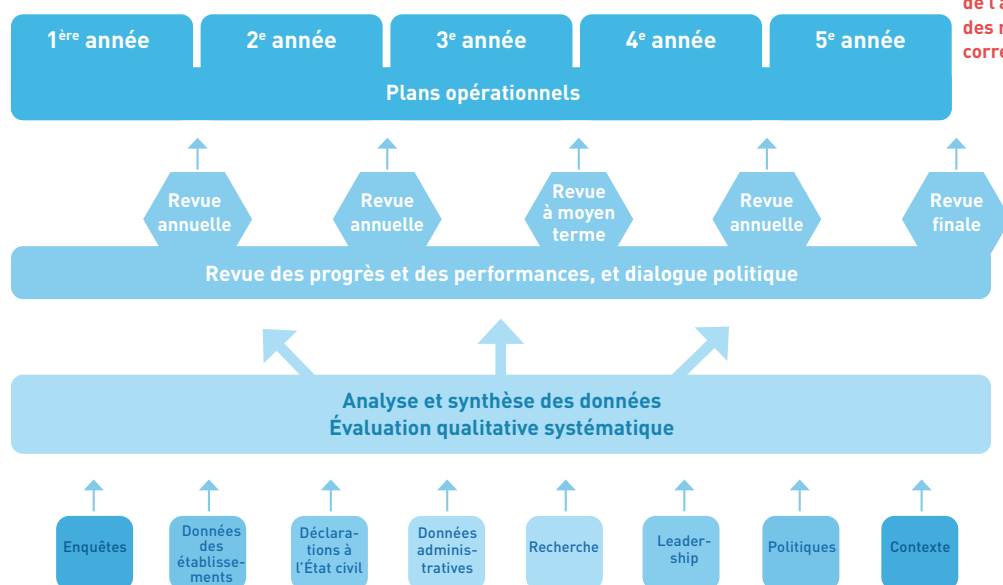 de l'a
des r
corre
1ère année 2e année 3e année 4e année 5e année
Plans opérationnels
Revue
annuelle
Revue
annuelle
Revue
à moyen
terme
Revue
annuelle
Revue
finale
Revue des progrès et des performances, et dialogue politique
Analyse et synthèse des données
Évaluation qualitative systématique
Enquêtes
Données
des
établisse-
ments
Déclara-
tions à
l'État civil
Données
adminis-
tratives
Recherche
Leader-
ship
Politiques
Contexte